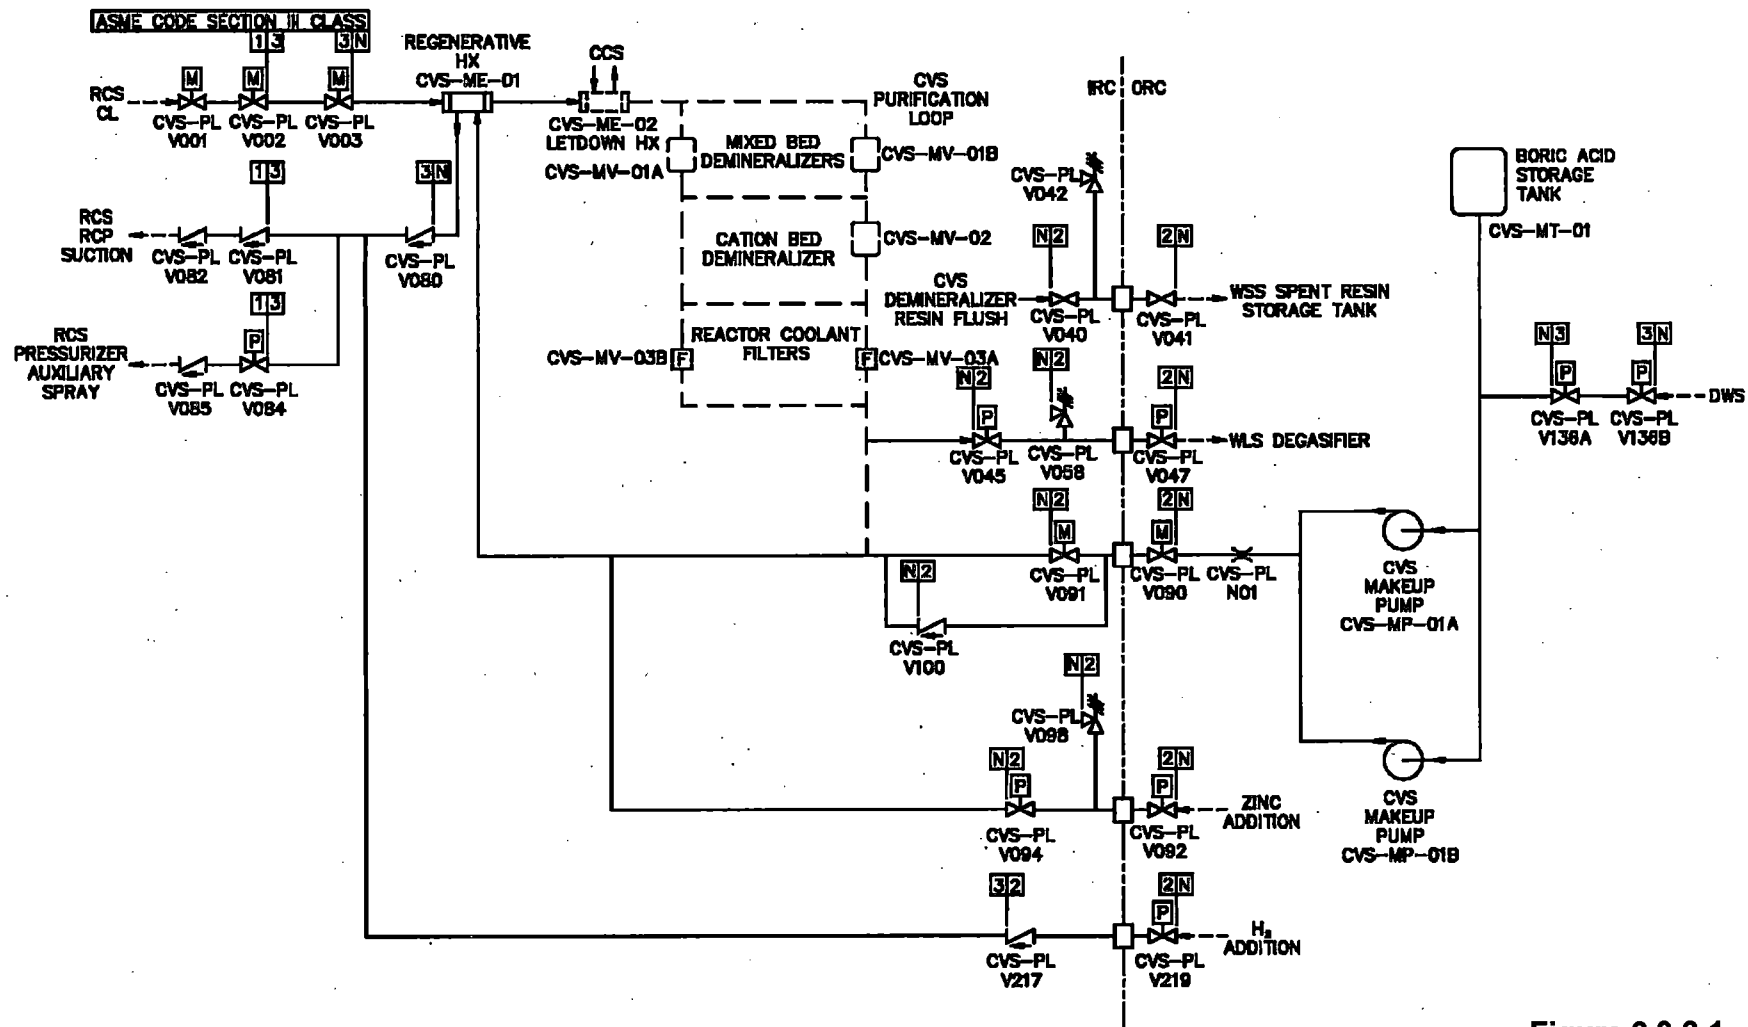 ASME CODE SECTION III CLASS
1 3
3 N
M
M
M
RCS
CL
CVS-PL
V001
CVS-PL
V002
CVS-PL
V003
REGENERATIVE
HX
CVS-ME-01
CCS
CVS-ME-02
LETDOWN HX
CVS-MV-01A
CVS
PURIFICATION
LOOP
MIXED BED
DEMINERALIZERS
CVS-MV-01B
CATION BED
DEMINERALIZER
CVS-MV-02
REACTOR COOLANT
FILTERS
CVS-MV-03B
F
F
CVS-MV-03A
1 3
3 N
RCS
RCP
SUCTION
CVS-PL
V082
CVS-PL
V081
CVS-PL
V080
1 3
P
RCS
PRESSURIZER
AUXILIARY
SPRAY
CVS-PL
V085
CVS-PL
V084
IRC
ORC
CVS-PL
V042
N 2
2 N
CVS
DEMINERALIZER
RESIN FLUSH
CVS-PL
V040
CVS-PL
V041
WSS SPENT RESIN
STORAGE TANK
N 2
N 2
2 N
P
P
CVS-PL
V045
CVS-PL
V058
CVS-PL
V047
WLS DEGASIFIER
N 2
2 N
M
M
CVS-PL
V091
CVS-PL
V090
CVS-PL
N01
N 2
CVS-PL
V100
BORIC ACID
STORAGE
TANK
CVS-MT-01
N 3
3 N
P
P
CVS-PL
V136A
CVS-PL
V136B
DWS
CVS
MAKEUP
PUMP
CVS-MP-01A
CVS
MAKEUP
PUMP
CVS-MP-01B
N 2
CVS-PL
V098
N 2
2 N
P
P
CVS-PL
V094
CVS-PL
V092
ZINC
ADDITION
3 2
2 N
P
CVS-PL
V217
CVS-PL
V219
H₂
ADDITION